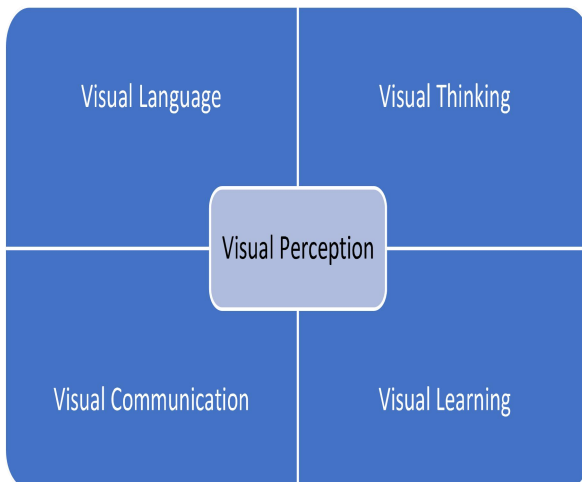 Visual Language
Visual Thinking
Visual Perception
Visual Communication
Visual Learning